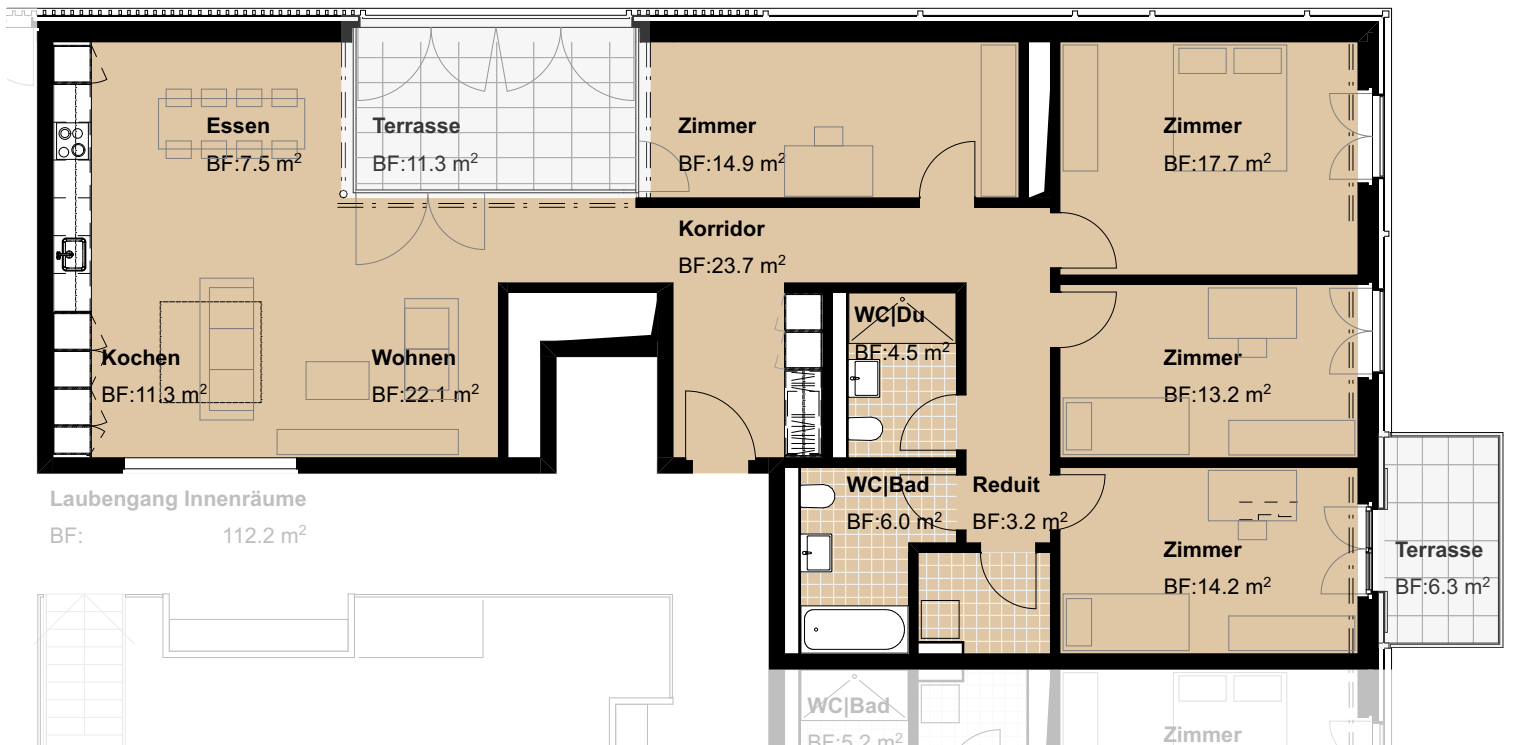 Essen
BF:7.5 m²
Terrasse
BF:11.3 m²
Zimmer
BF:14.9 m²
Zimmer
BF:17.7 m²
Korridor
BF:23.7 m²
Kochen
BF:11.3 m²
Wohnen
BF:22.1 m²
WC|Du
BF:4.5 m²
Zimmer
BF:13.2 m²
Laubengang Innenräume
BF: 112.2 m²
WC|Bad
BF:6.0 m²
Reduit
BF:3.2 m²
Zimmer
BF:14.2 m²
Terrasse
BF:6.3 m²
WC|Bad
BF:5.2 m²
Zimmer